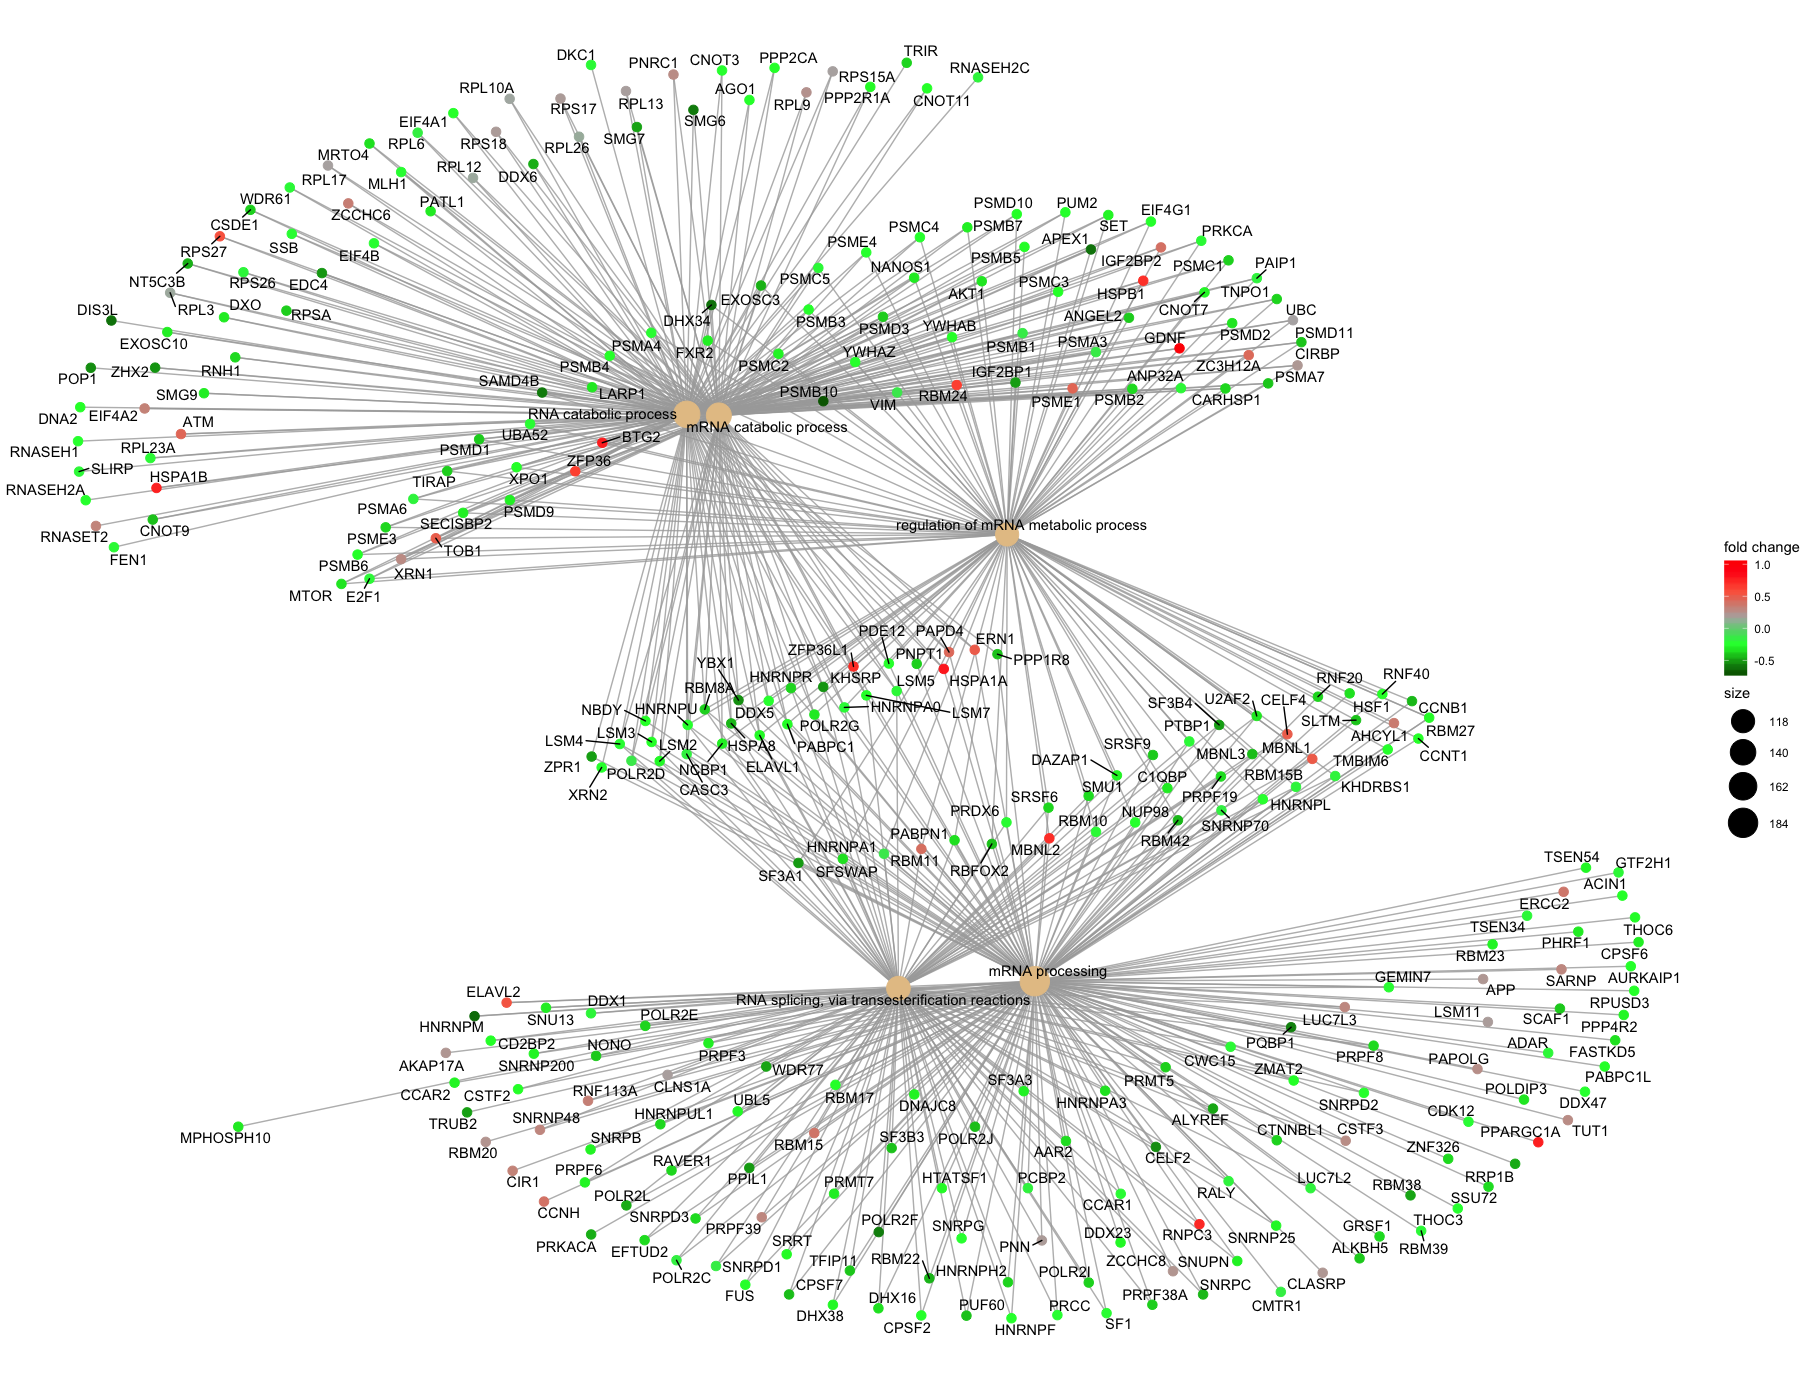 DKC1
PNRC1
CNOT3
PPP2CA
TRIR
RPS15A
RNASEH2C
RPL10A
RPS17
RPL13
AGO1
RPL9
PPP2R1A
CNOT11
EIF4A1
RPL6
RPS18
RPL26
SMG7
SMG6
MRTO4
RPL17
MLH1
RPL12
DDX6
WDR61
ZCCHC6
PATL1
CSDE1
SSB
EIF4B
RPS27
NT5C3B
RPS26
EDC4
DIS3L
RPL3
DXO
RPSA
EXOSC10
POP1
ZHX2
RNH1
SMG9
DNA2
EIF4A2
ATM
RNASEH1
RPL23A
SLIRP
HSPA1B
RNASEH2A
RNASET2
CNOT9
FEN1
PSMD10
PUM2
EIF4G1
PSMC4
PSMB7
SET
PRKCA
PSME4
APEX1
IGF2BP2
PSMC5
NANOS1
PSMB5
PSMC1
PAIP1
EXOSC3
AKT1
PSMC3
HSPB1
TNPO1
CNOT7
UBC
DHX34
PSMB3
PSMD3
YWHAB
ANGEL2
PSMD2
PSMD11
PSMA4
FXR2
PSMB1
PSMA3
GDNF
CIRBP
PSMB4
PSMC2
YWHAZ
ZC3H12A
PSMA7
SAMD4B
LARP1
PSMB10
VIM
RBM24
IGF2BP1
PSME1
PSMB2
ANP32A
CARHSP1
RNA catabolic process
mRNA catabolic process
UBA52
BTG2
PSMD1
ZFP36
TIRAP
XPO1
PSMA6
SECISBP2
PSMD9
PSME3
TOB1
PSMB6
XRN1
MTOR
E2F1
regulation of mRNA metabolic process
PDE12
PAPD4
ERN1
ZFP36L1
PNPT1
PPP1R8
YBX1
HNRNPR
KHSRP
LSM5
HSPA1A
RBM8A
DDX5
HNRNPA0
LSM7
NBDY
HNRNPU
POLR2G
LSM4
LSM3
LSM2
HSPA8
PABPC1
ZPR1
POLR2D
NCBP1
ELAVL1
XRN2
CASC3
RNF20
RNF40
SF3B4
U2AF2
CELF4
HSF1
CCNB1
PTBP1
SLTM
RBM27
SRSF9
MBNL3
MBNL1
AHCYL1
CCNT1
DAZAP1
C1QBP
RBM15B
TMBIM6
SMU1
PRPF19
HNRNPL
KHDRBS1
SRSF6
NUP98
SNRNP70
PRDX6
RBM10
RBM42
PABPN1
MBNL2
HNRNPA1
RBM11
RBFOX2
SF3A1
SFSWAP
mRNA processing
RNA splicing, via transesterification reactions
TSEN54
GTF2H1
ACIN1
ERCC2
TSEN34
THOC6
RBM23
PHRF1
CPSF6
GEMIN7
APP
SARNP
AURKAIP1
LUC7L3
LSM11
SCAF1
RPUSD3
PPP4R2
PQBP1
PRPF8
ADAR
FASTKD5
PAPOLG
PABPC1L
POLDIP3
DDX47
CDK12
TUT1
PPARGC1A
ZNF326
RRP1B
SSU72
RBM38
THOC3
GRSF1
RBM39
ALKBH5
CLASRP
CMTR1
ELAVL2
HNRNPM
SNU13
DDX1
POLR2E
CD2BP2
NONO
PRPF3
AKAP17A
SNRNP200
WDR77
CCAR2
CSTF2
RNF113A
CLNS1A
TRUB2
SNRNP48
HNRNPUL1
UBL5
RBM17
MPHOSPH10
RBM20
SNRPB
RBM15
DNAJC8
SF3A3
HNRNPA3
PRMT5
CWC15
ZMAT2
SNRPD2
CIR1
PRPF6
RAVER1
PPIL1
SF3B3
POLR2J
AAR2
ALYREF
CTNNBL1
CSTF3
CCNH
POLR2L
PRMT7
HTATSF1
PCBP2
CELF2
LUC7L2
PRKACA
SNRPD3
PRPF39
POLR2F
CCAR1
RALY
EFTUD2
SRRT
SNRPG
PNN
DDX23
RNPC3
SNRNP25
POLR2C
SNRPD1
TFIP11
RBM22
HNRNPH2
POLR2I
ZCCHC8
SNUPN
FUS
CPSF7
DHX38
DHX16
CPSF2
PUF60
HNRNPF
PRCC
SF1
PRPF38A
SNRPC
fold change
1.0
0.5
0.0
-0.5
size
118
140
162
184